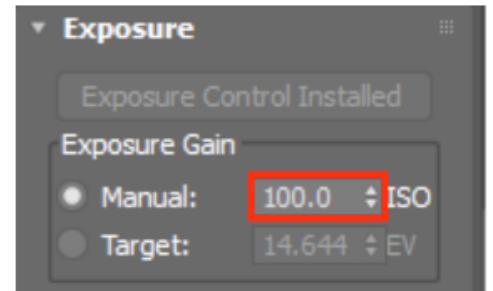 Exposure
Exposure Control Installed
Exposure Gain
Manual: 100.0 ISO
Target: 14.644 EV